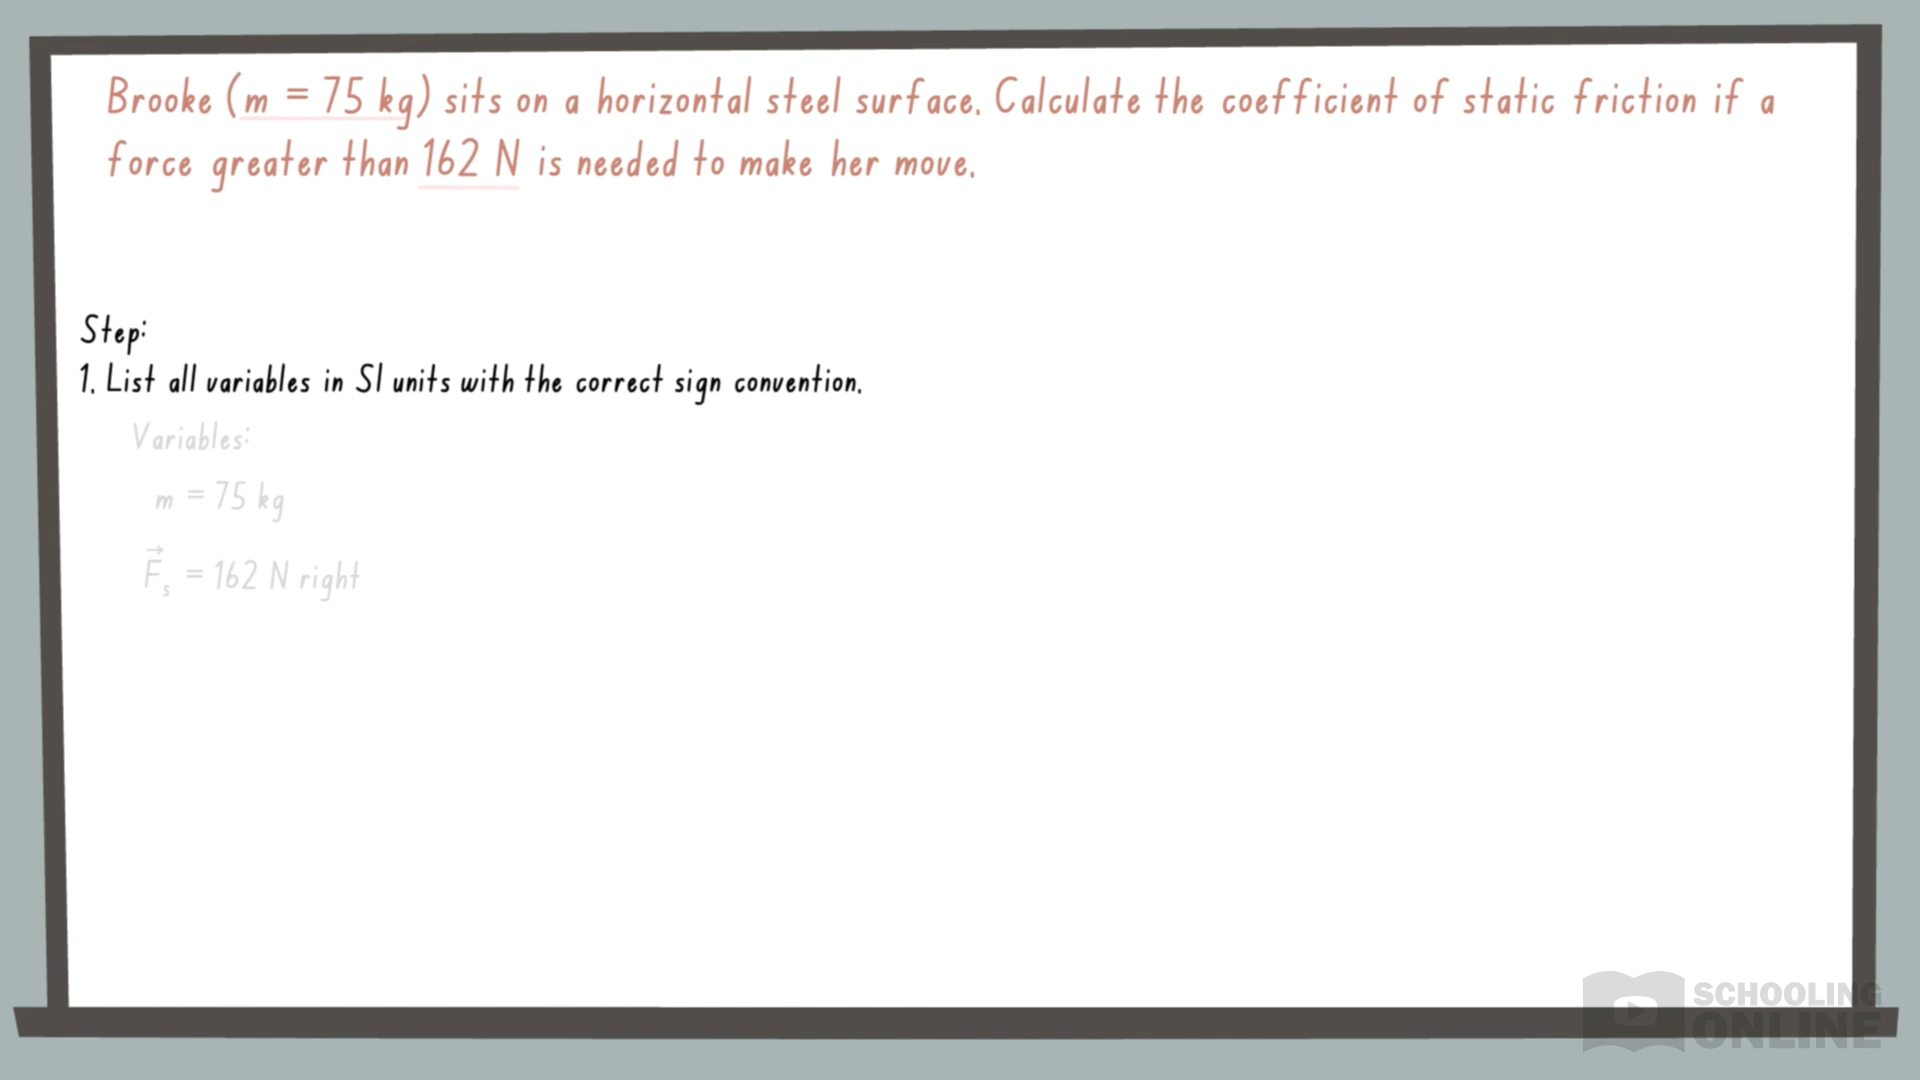 Brooke (m = 75 kg) sits on a horizontal steel surface. Calculate the coefficient of static friction if a
force greater than 162 N is needed to make her move.
Step:
1. List all variables in SI units with the correct sign convention.
Variables:
m = 75 kg
F⃗ₛ = 162 N right
SCHOOLING
ONLINE